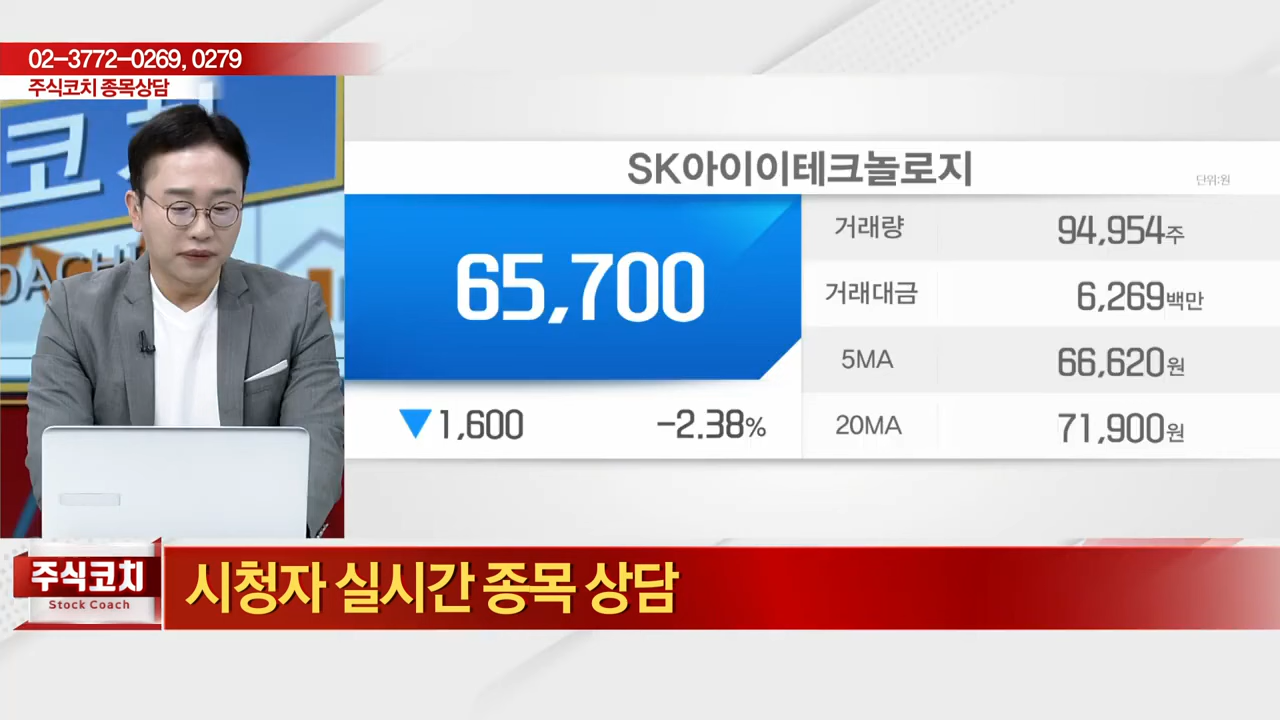 02-3772-0269, 0279
주식코치 종목상담
코치
OACHI
SK아이이테크놀로지
단위:원
65,700
▼1,600 -2.38%
거래량 94,954주
거래대금 6,269백만
5MA 66,620원
20MA 71,900원
주식코치
Stock Coach
시청자 실시간 종목 상담